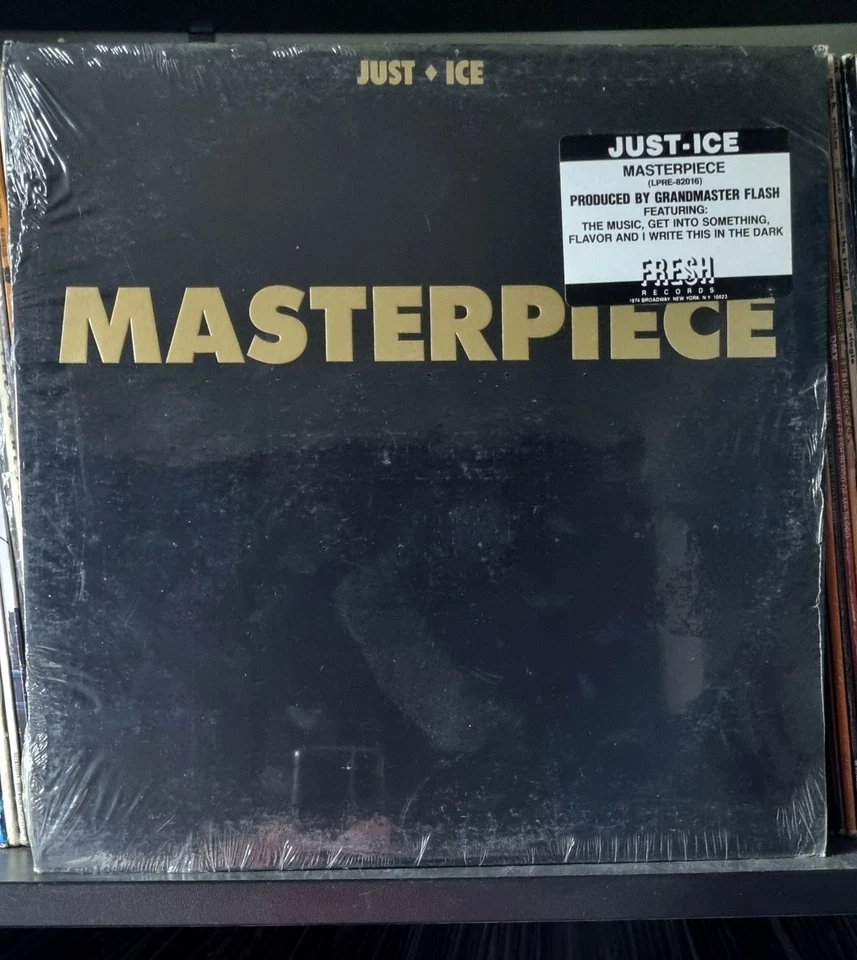 JUST ♦ ICE
JUST-ICE
MASTERPIECE
(LPRE-82016)
PRODUCED BY GRANDMASTER FLASH
FEATURING:
THE MUSIC, GET INTO SOMETHING,
FLAVOR AND I WRITE THIS IN THE DARK
FRESH
RECORDS
1974 BROADWAY NEW YORK, N.Y. 10023
MASTERPIECE